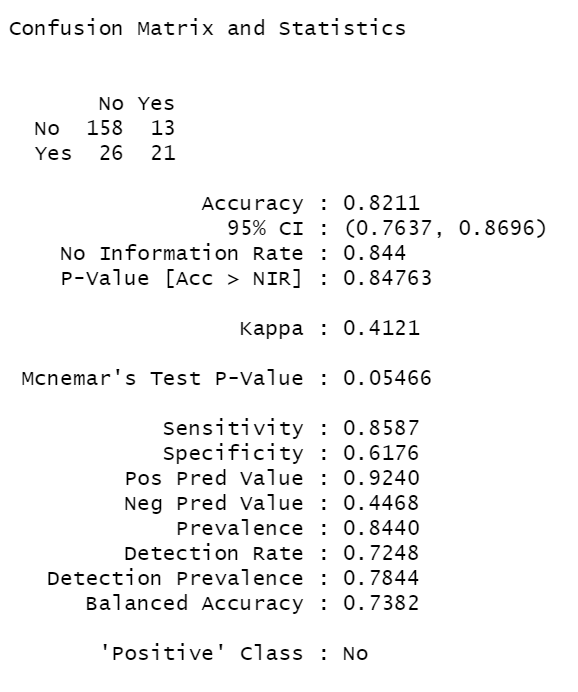 Confusion Matrix and Statistics
No Yes
No 158 13
Yes 26 21
Accuracy : 0.8211
95% CI : (0.7637, 0.8696)
No Information Rate : 0.844
P-Value [Acc > NIR] : 0.84763
Kappa : 0.4121
Mcnemar's Test P-Value : 0.05466
Sensitivity : 0.8587
Specificity : 0.6176
Pos Pred Value : 0.9240
Neg Pred Value : 0.4468
Prevalence : 0.8440
Detection Rate : 0.7248
Detection Prevalence : 0.7844
Balanced Accuracy : 0.7382
'Positive' Class : No